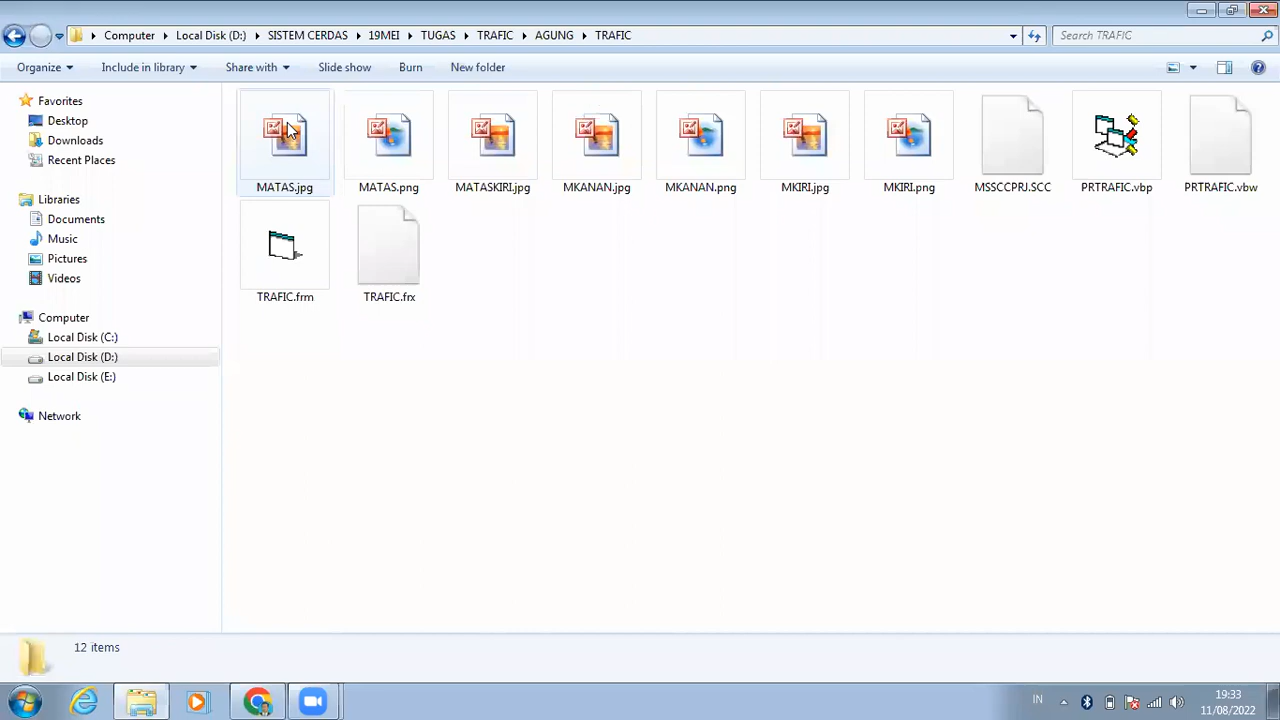 Computer
Local Disk (D:)
SISTEM CERDAS
19MEI
TUGAS
TRAFIC
AGUNG
TRAFIC
Search TRAFIC
Organize
Include in library
Share with
Slide show
Burn
New folder
Favorites
Desktop
Downloads
Recent Places
Libraries
Documents
Music
Pictures
Videos
Computer
Local Disk (C:)
Local Disk (D:)
Local Disk (E:)
Network
MATAS.jpg
MATAS.png
MATASKIRI.jpg
MKANAN.jpg
MKANAN.png
MKIRI.jpg
MKIRI.png
MSSCCPRJ.SCC
PRTRAFIC.vbp
PRTRAFIC.vbw
TRAFIC.frm
TRAFIC.frx
12 items
IN
19:33
11/08/2022